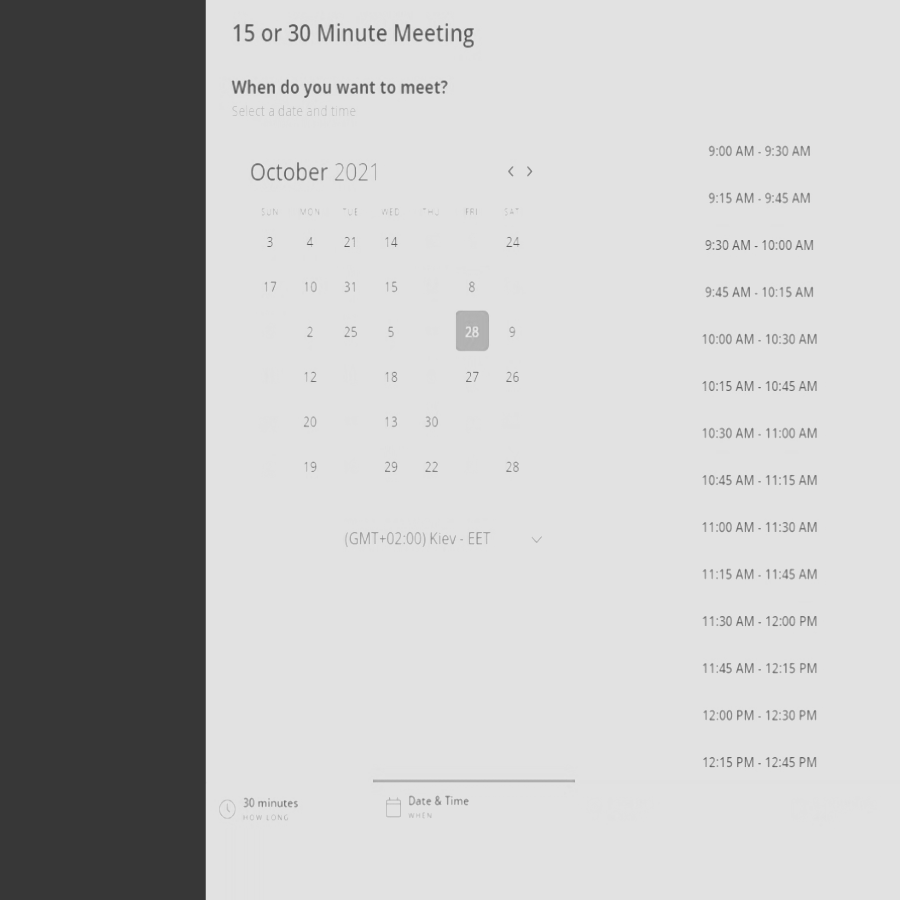 15 or 30 Minute Meeting
When do you want to meet?
Select a date and time
October 2021
SUN MON TUE WED THU FRI SAT
3 4 21 14 24
17 10 31 15 8
2 25 5 28 9
12 18 27 26
20 13 30
19 29 22 28
(GMT+02:00) Kiev - EET
9:00 AM - 9:30 AM
9:15 AM - 9:45 AM
9:30 AM - 10:00 AM
9:45 AM - 10:15 AM
10:00 AM - 10:30 AM
10:15 AM - 10:45 AM
10:30 AM - 11:00 AM
10:45 AM - 11:15 AM
11:00 AM - 11:30 AM
11:15 AM - 11:45 AM
11:30 AM - 12:00 PM
11:45 AM - 12:15 PM
12:00 PM - 12:30 PM
12:15 PM - 12:45 PM
30 minutes
HOW LONG
Date & Time
WHEN